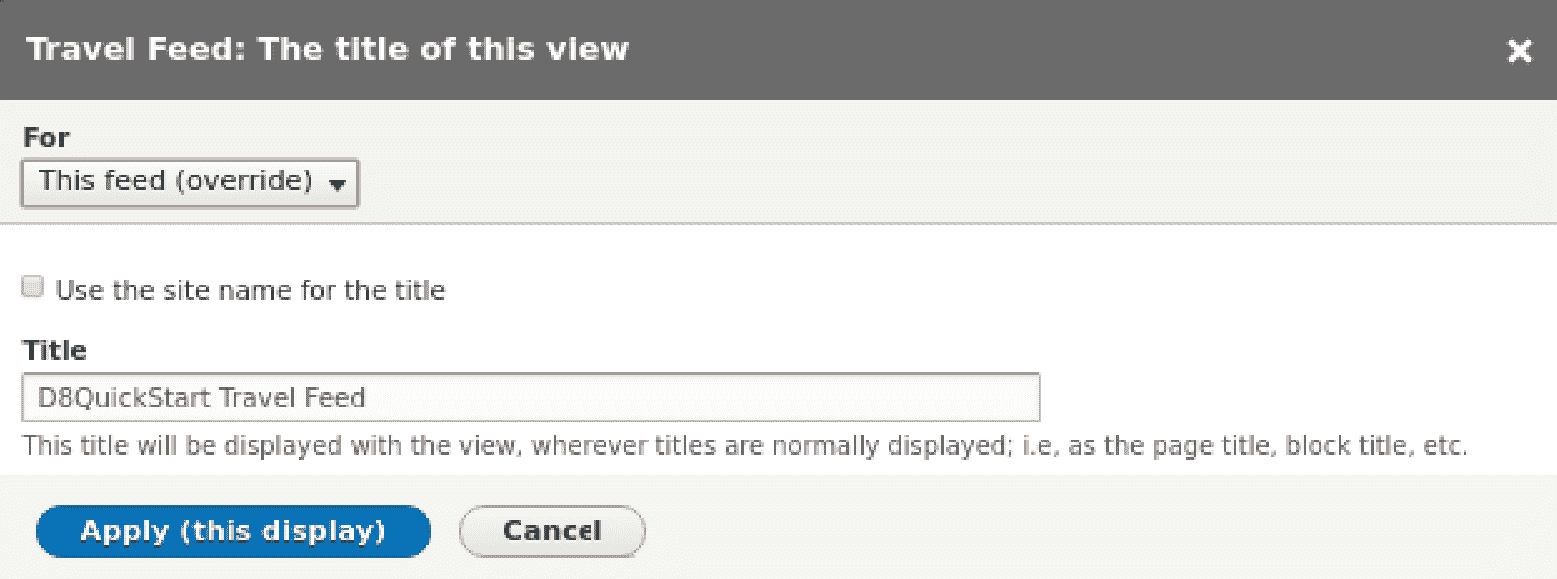 Travel Feed: The title of this view
For
This feed (override)
Use the site name for the title
Title
D8QuickStart Travel Feed
This title will be displayed with the view, wherever titles are normally displayed; i.e, as the page title, block title, etc.
Apply (this display) Cancel